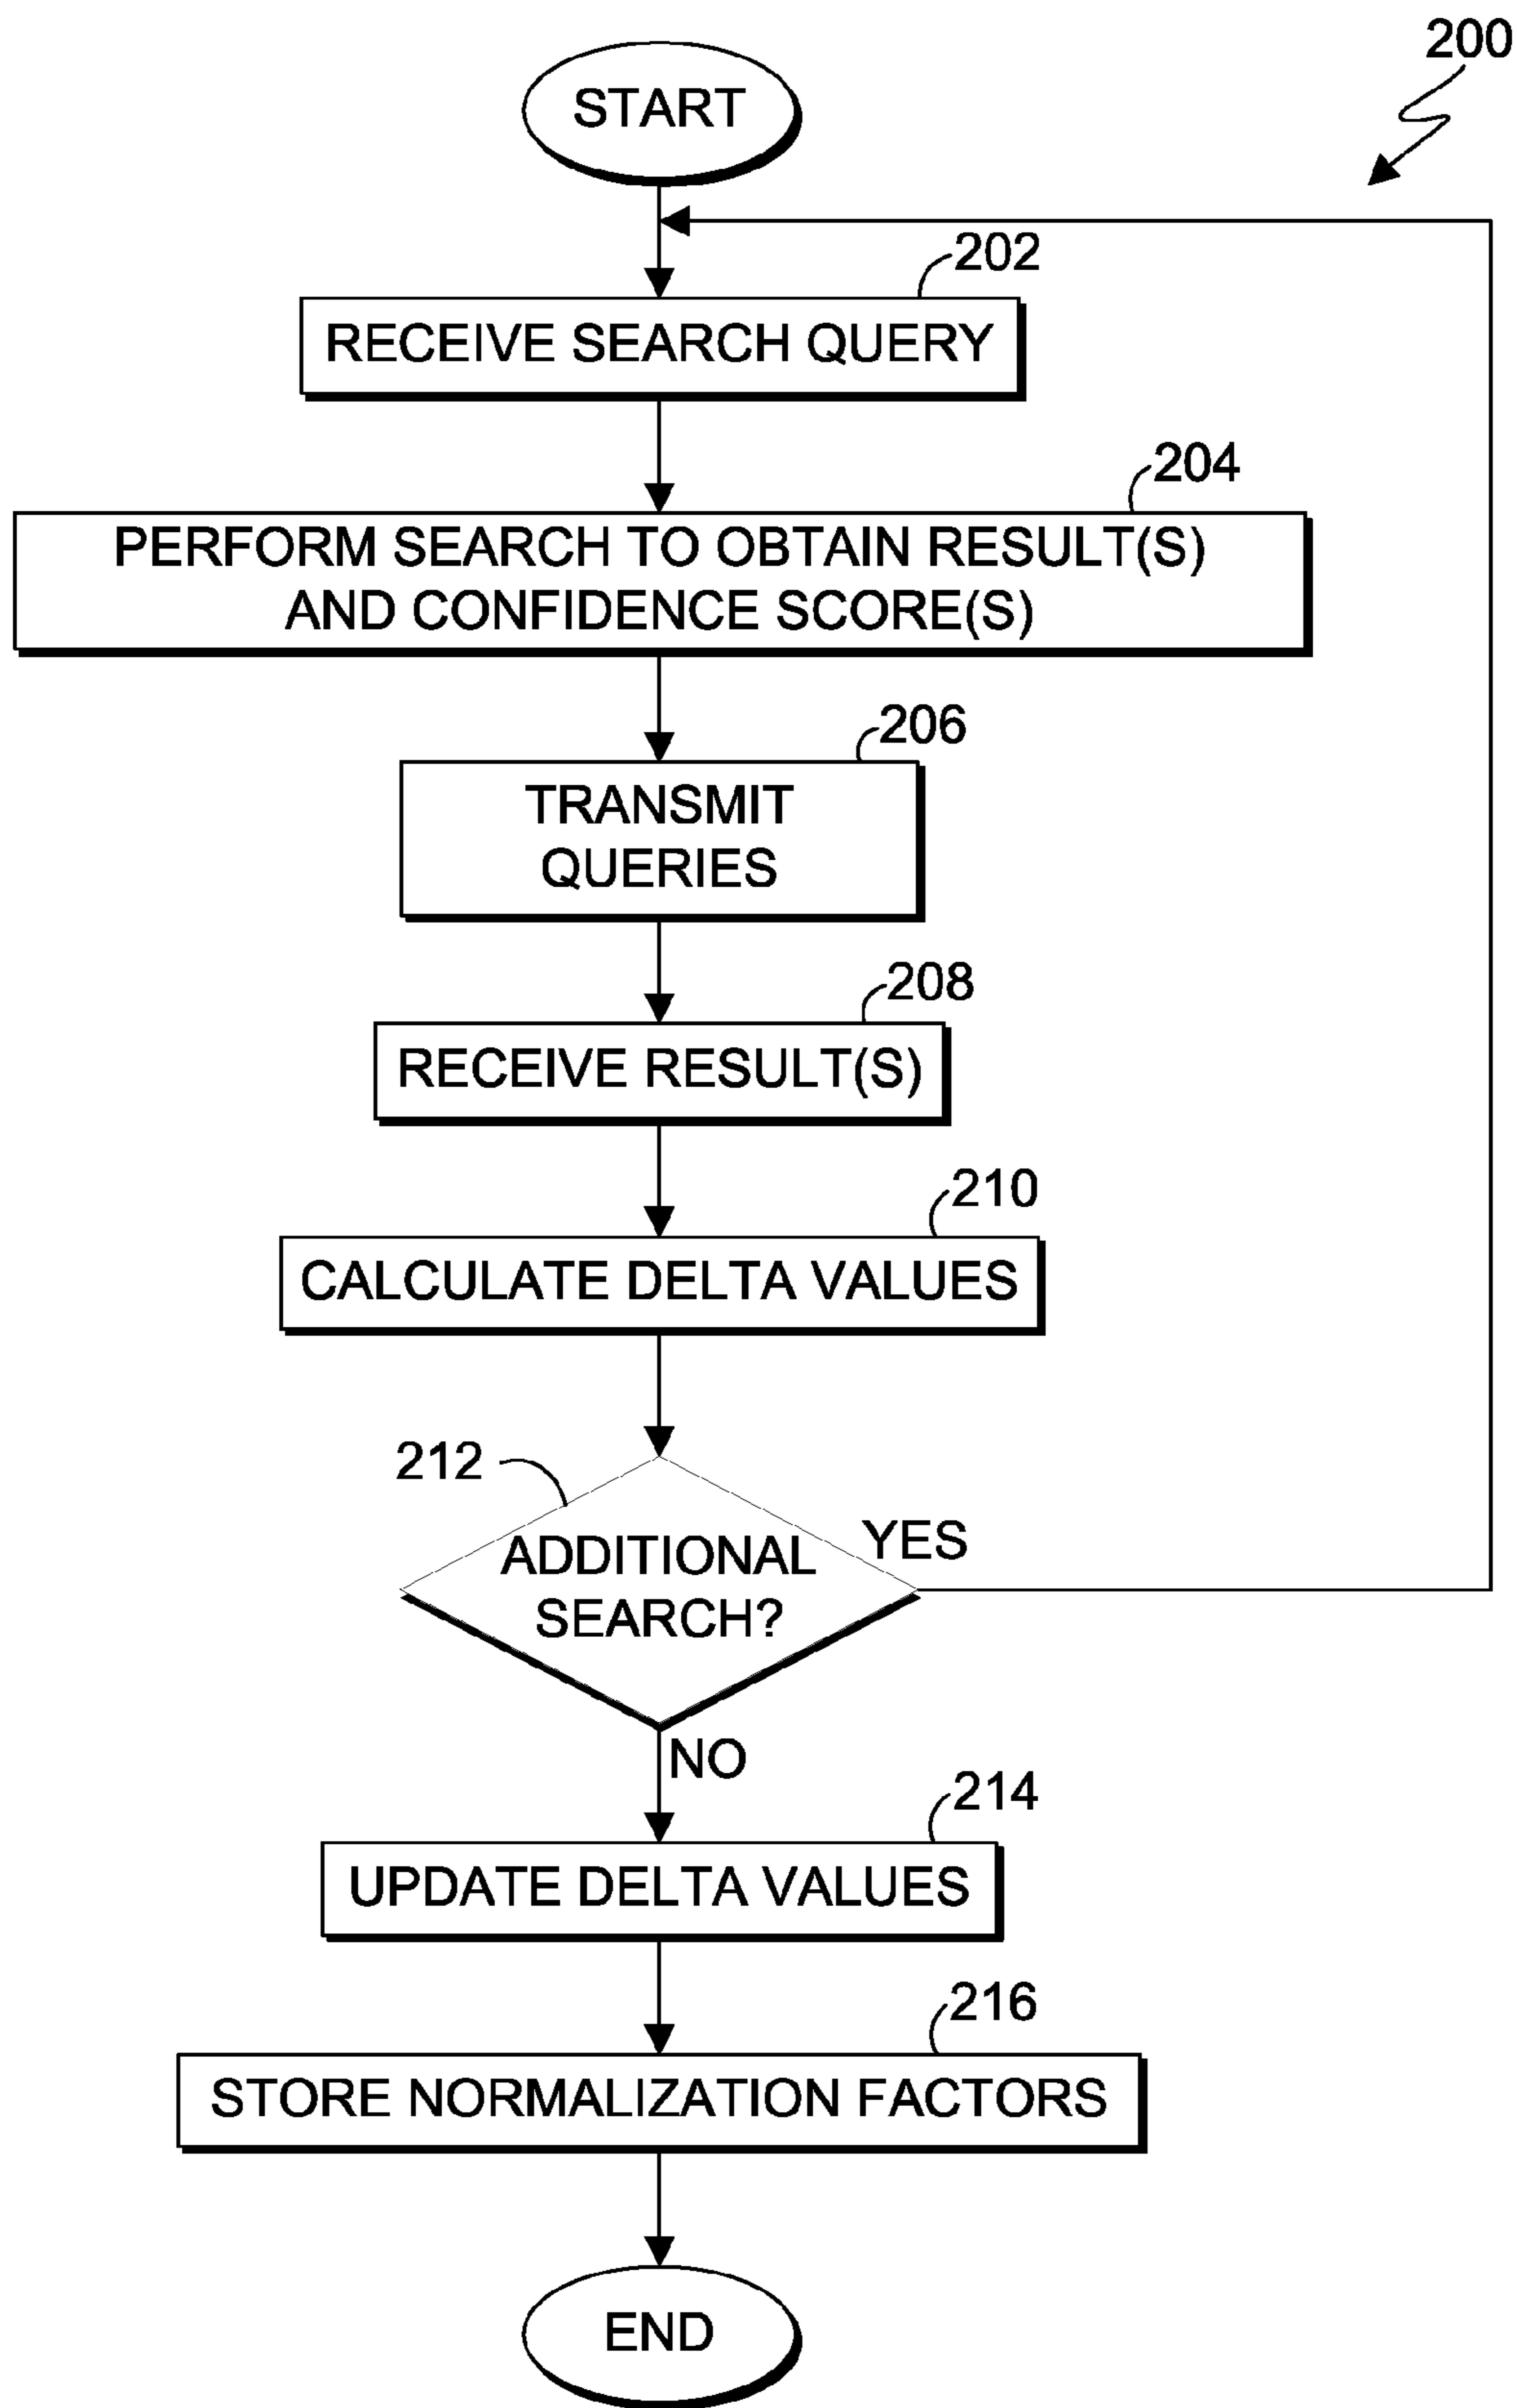 200
START
202
RECEIVE SEARCH QUERY
204
PERFORM SEARCH TO OBTAIN RESULT(S)
AND CONFIDENCE SCORE(S)
206
TRANSMIT
QUERIES
208
RECEIVE RESULT(S)
210
CALCULATE DELTA VALUES
212
ADDITIONAL
SEARCH?
YES
NO
214
UPDATE DELTA VALUES
216
STORE NORMALIZATION FACTORS
END